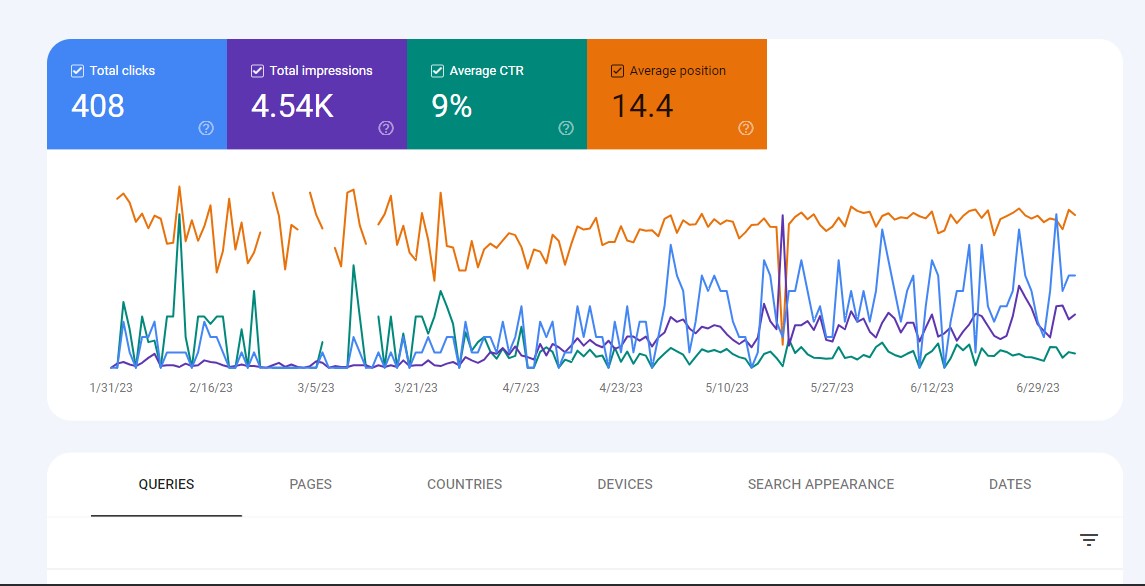 Total clicks Total impressions Average CTR Average position
408 4.54K 9% 14.4
1/31/23 2/16/23 3/5/23 3/21/23 4/7/23 4/23/23 5/10/23 5/27/23 6/12/23 6/29/23
QUERIES PAGES COUNTRIES DEVICES SEARCH APPEARANCE DATES